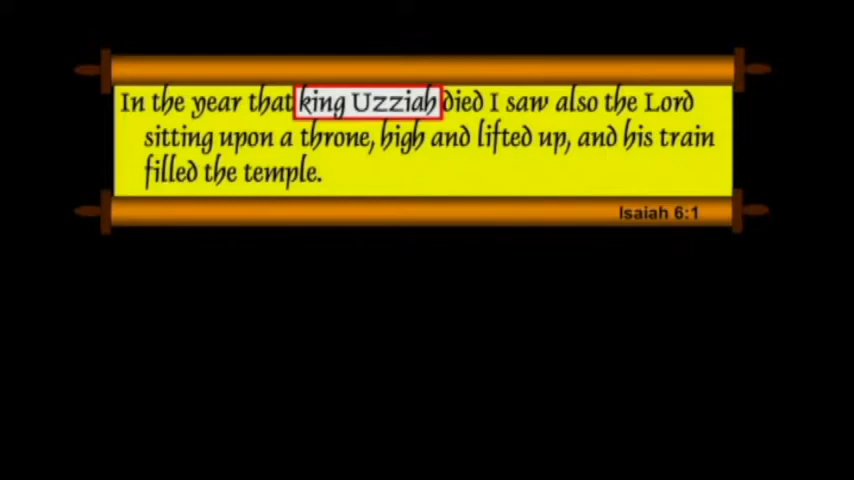 In the year that king Uzziah died I saw also the Lord
sitting upon a throne, high and lifted up, and his train
filled the temple.
Isaiah 6:1